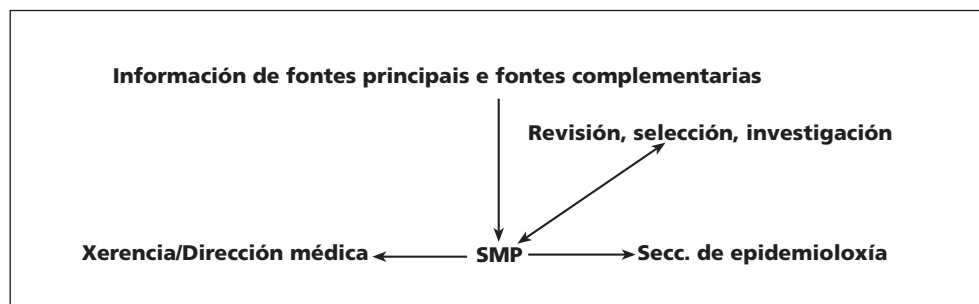 Información de fontes principais e fontes complementarias
Revisión, selección, investigación
Xerencia/Dirección médica
SMP
Secc. de epidemioloxía